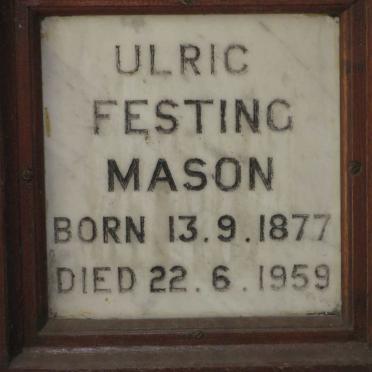 ULRIC
FESTING
MASON
BORN 13.9.1877
DIED 22.6.1959